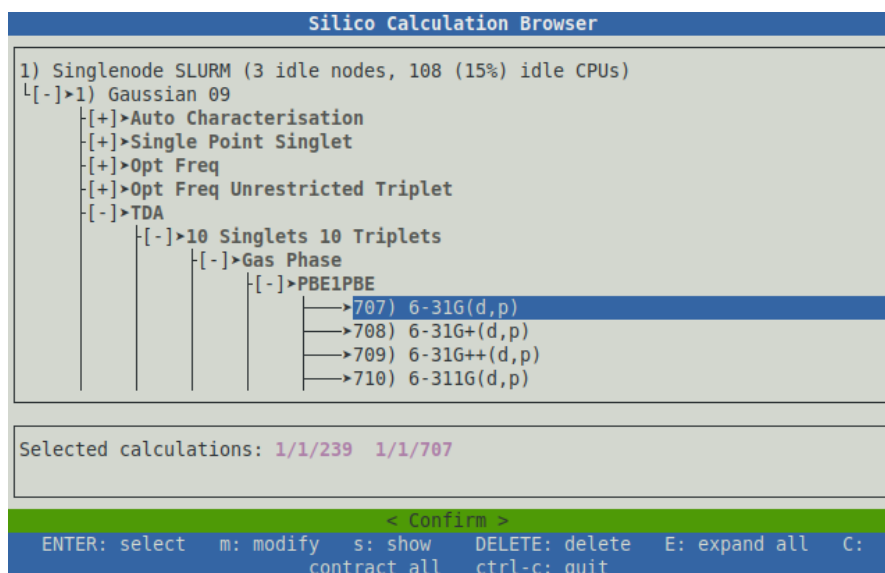 Silico Calculation Browser
1) Singlenode SLURM (3 idle nodes, 108 (15%) idle CPUs)
[-]➤1) Gaussian 09
[+]➤Auto Characterisation
[+]➤Single Point Singlet
[+]➤Opt Freq
[+]➤Opt Freq Unrestricted Triplet
[-]➤TDA
[-]➤10 Singlets 10 Triplets
[-]➤Gas Phase
[-]➤PBE1PBE
➤707) 6-31G(d,p)
➤708) 6-31G+(d,p)
➤709) 6-31G++(d,p)
➤710) 6-311G(d,p)
Selected calculations: 1/1/239 1/1/707
< Confirm >
ENTER: select m: modify s: show DELETE: delete E: expand all C:
contract all ctrl-c: quit